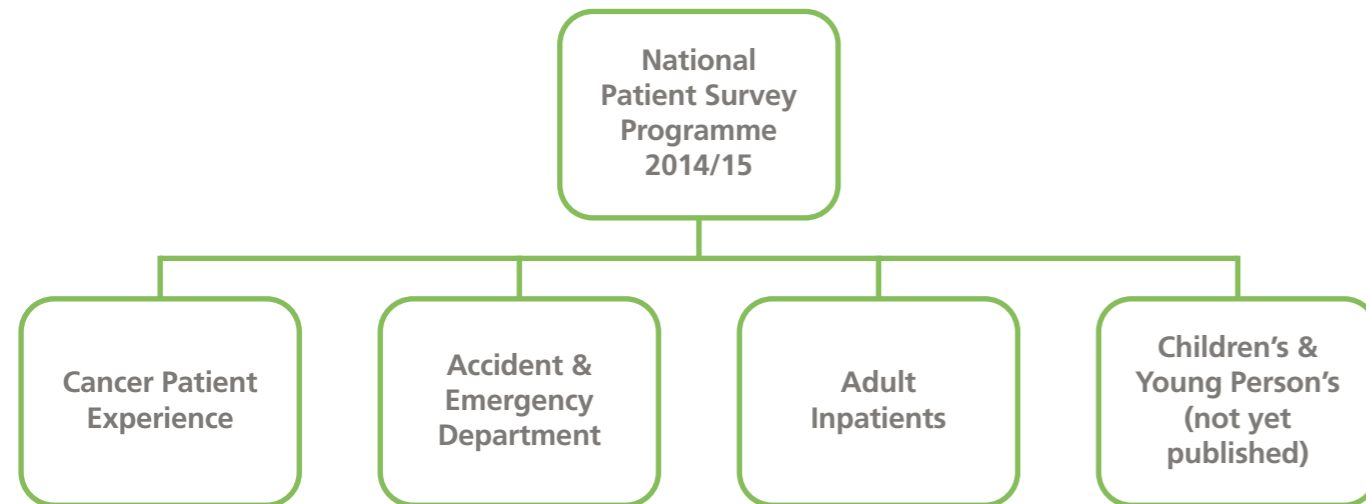 National
Patient Survey
Programme
2014/15
Cancer Patient
Experience
Accident &
Emergency
Department
Adult
Inpatients
Children’s &
Young Person’s
(not yet
published)